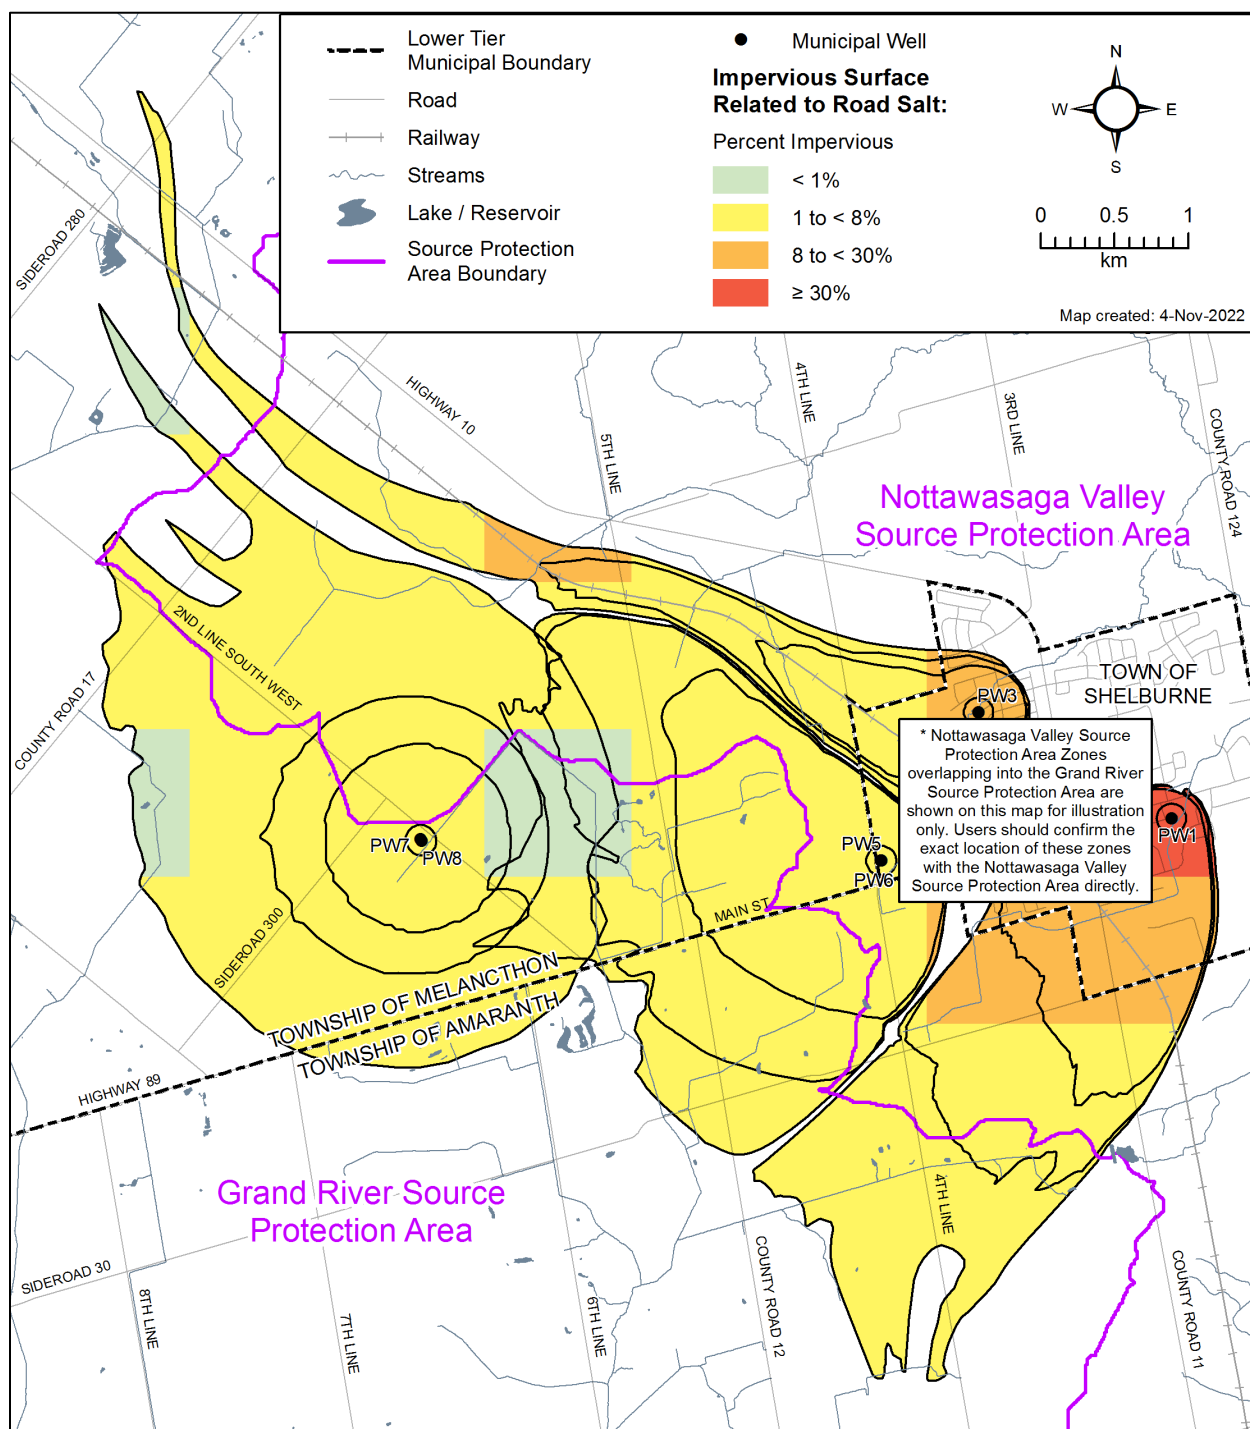 Lower Tier
Municipal Boundary
Road
Railway
Streams
Lake / Reservoir
Source Protection
Area Boundary
Municipal Well
Impervious Surface
Related to Road Salt:
Percent Impervious
< 1%
1 to < 8%
8 to < 30%
≥ 30%
N
W
E
S
0
0.5
1
km
Map created: 4-Nov-2022
SIDEROAD 280
HIGHWAY 10
5TH LINE
4TH LINE
3RD LINE
COUNTY ROAD 124
Nottawasaga Valley
Source Protection Area
2ND LINE SOUTH WEST
COUNTY ROAD 17
TOWN OF
SHELBURNE
PW3
* Nottawasaga Valley Source
Protection Area Zones
overlapping into the Grand River
Source Protection Area are
shown on this map for illustration
only. Users should confirm the
exact location of these zones
with the Nottawasaga Valley
Source Protection Area directly.
PW1
PW7
PW8
PW5
PW6
MAIN ST
SIDEROAD 300
TOWNSHIP OF MELANCTHON
TOWNSHIP OF AMARANTH
HIGHWAY 89
Grand River Source
Protection Area
4TH LINE
SIDEROAD 30
8TH LINE
7TH LINE
6TH LINE
COUNTY ROAD 12
COUNTY ROAD 11